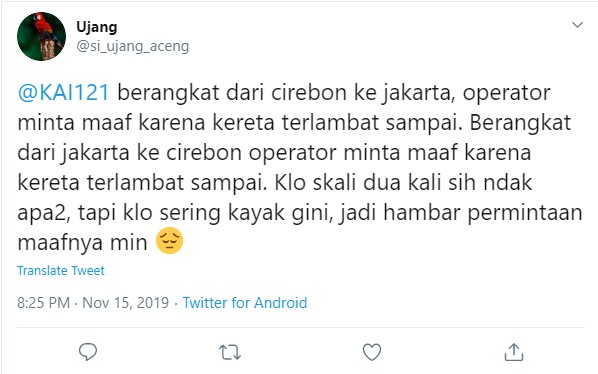 Ujang
@si_ujang_aceng
@KAI121 berangkat dari cirebon ke jakarta, operator
minta maaf karena kereta terlambat sampai. Berangkat
dari jakarta ke cirebon operator minta maaf karena
kereta terlambat sampai. Klo skali dua kali sih ndak
apa2, tapi klo sering kayak gini, jadi hambar permintaan
maafnya min 😔
Translate Tweet
8:25 PM · Nov 15, 2019 · Twitter for Android